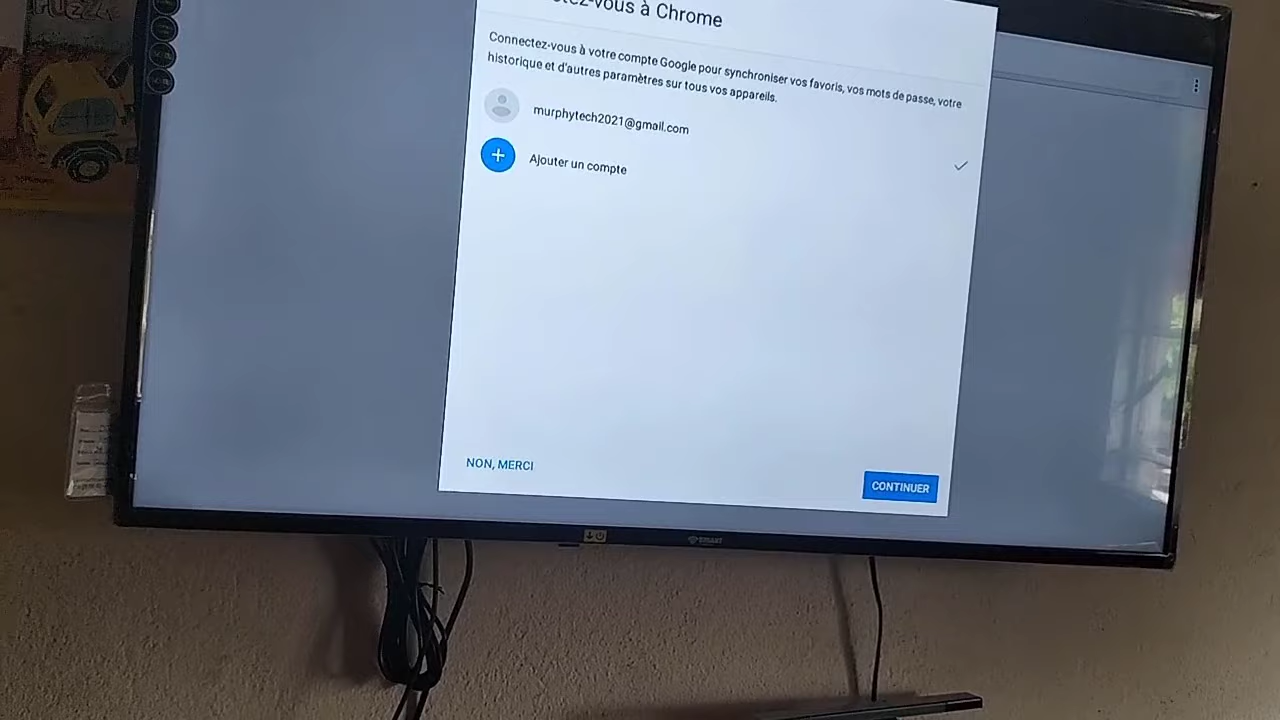 -vous à Chrome
Connectez-vous à votre compte Google pour synchroniser vos favoris, vos mots de passe, votre
historique et d'autres paramètres sur tous vos appareils.
murphytech2021@gmail.com
Ajouter un compte
NON, MERCI
CONTINUER
SMART